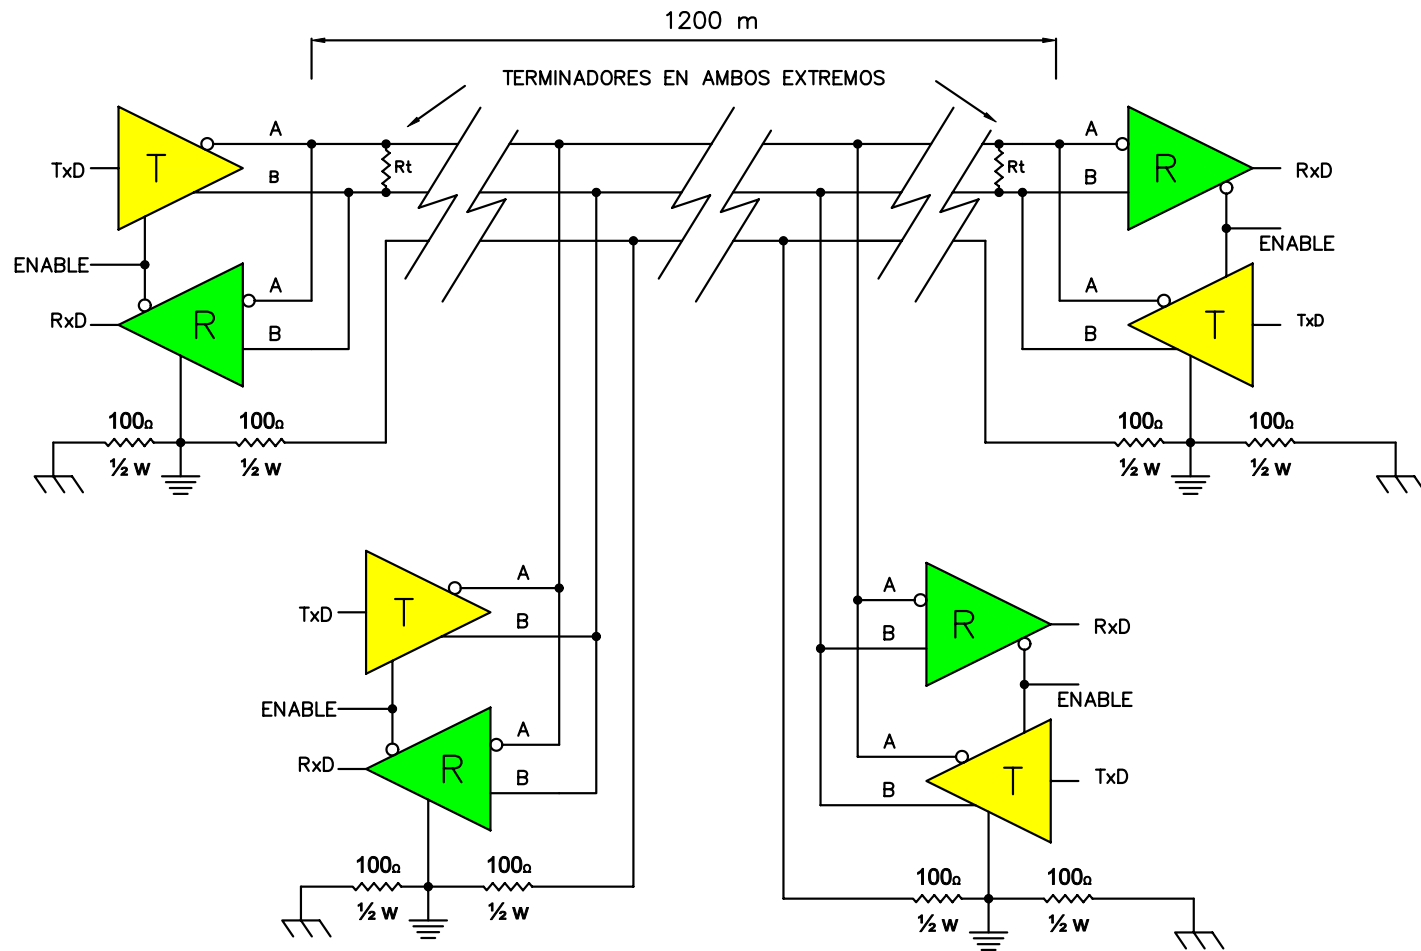 1200 m
TERMINADORES EN AMBOS EXTREMOS
A
A
TxD
T
B
Rt
Rt
B
R
RxD
ENABLE
ENABLE
A
A
RxD
R
B
B
T
TxD
100Ω
100Ω
100Ω
100Ω
½ W
½ W
½ W
½ W
A
A
TxD
T
B
B
R
RxD
ENABLE
ENABLE
A
A
RxD
R
B
B
T
TxD
100Ω
100Ω
100Ω
100Ω
½ W
½ W
½ W
½ W